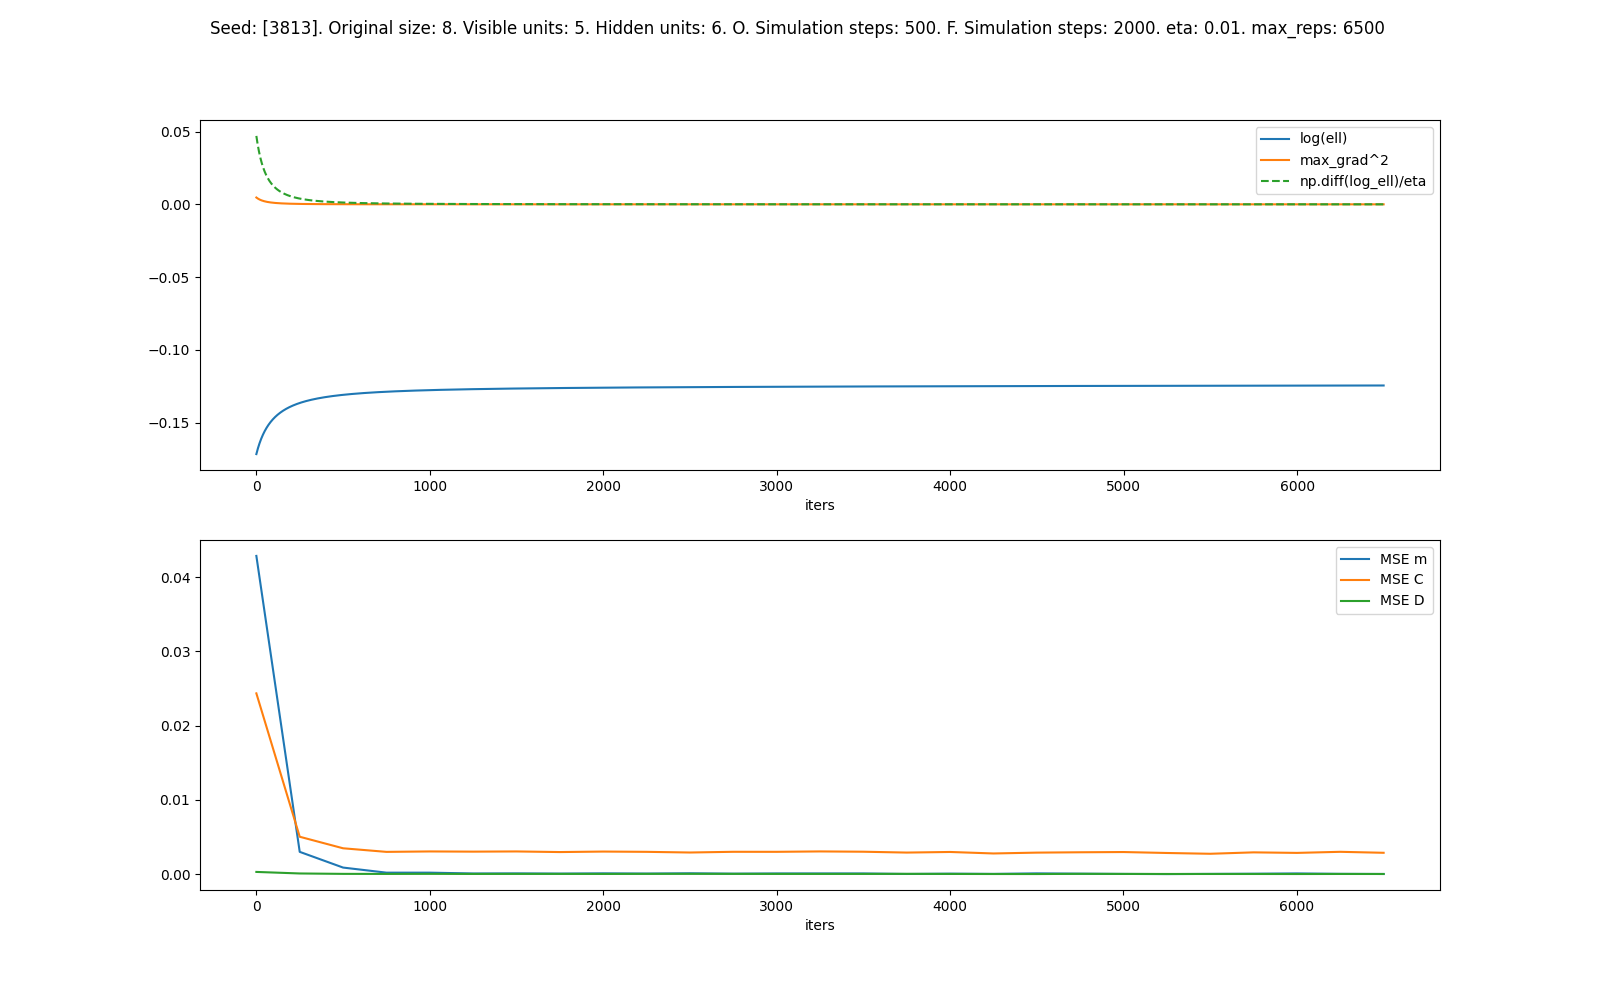 Seed: [3813]. Original size: 8. Visible units: 5. Hidden units: 6. O. Simulation steps: 500. F. Simulation steps: 2000. eta: 0.01. max_reps: 6500
0.05
0.00
−0.05
−0.10
−0.15
log(ell)
max_grad^2
np.diff(log_ell)/eta
0 1000 2000 3000 4000 5000 6000
iters
0.04
0.03
0.02
0.01
0.00
MSE m
MSE C
MSE D
0 1000 2000 3000 4000 5000 6000
iters